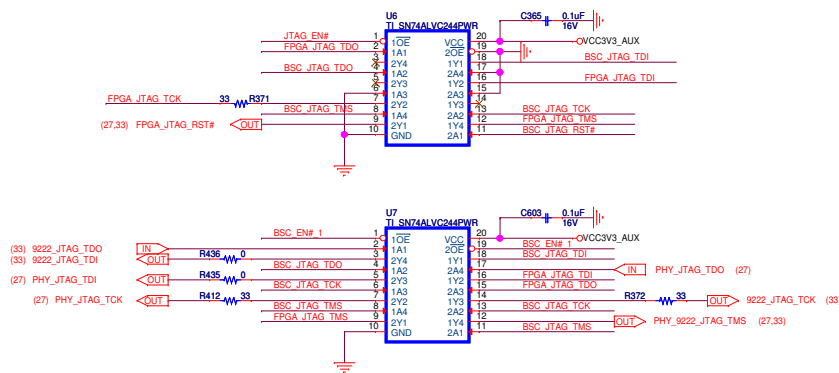 U6
TI_SN74ALVC244PWR
C365 0.1uF
16V
JTAG_EN# 1 1OE VCC 20 VCC3V3_AUX
FPGA_JTAG_TDO 2 1A1 2OE 19
3 2Y4 1Y1 18 BSC_JTAG_TDI
BSC_JTAG_TDO 4 1A2 2A4 17
5 2Y3 1Y2 16 FPGA_JTAG_TDI
6 1A3 2A3 15
FPGA_JTAG_TCK 33 R371 7 2Y2 1Y3 14
BSC_JTAG_TMS 8 1A4 2A2 13 BSC_JTAG_TCK
(27,33) FPGA_JTAG_RST# OUT 9 2Y1 1Y4 12 FPGA_JTAG_TMS
10 GND 2A1 11 BSC_JTAG_RST#
U7
TI_SN74ALVC244PWR
C603 0.1uF
16V
BSC_EN#_1 1 1OE VCC 20 VCC3V3_AUX
(33) 9222_JTAG_TDO IN 2 1A1 2OE 19 BSC_EN#_1
(33) 9222_JTAG_TDI OUT R436 0 3 2Y4 1Y1 18 BSC_JTAG_TDI
BSC_JTAG_TDO 4 1A2 2A4 17 IN PHY_JTAG_TDO (27)
(27) PHY_JTAG_TDI OUT R435 0 5 2Y3 1Y2 16 FPGA_JTAG_TDI
BSC_JTAG_TCK 6 1A3 2A3 15 FPGA_JTAG_TDO
(27) PHY_JTAG_TCK OUT R412 33 7 2Y2 1Y3 14 R372 33 OUT 9222_JTAG_TCK (33
BSC_JTAG_TMS 8 1A4 2A2 13 BSC_JTAG_TCK
FPGA_JTAG_TMS 9 2Y1 1Y4 12 OUT PHY_9222_JTAG_TMS (27,33)
10 GND 2A1 11 BSC_JTAG_TMS